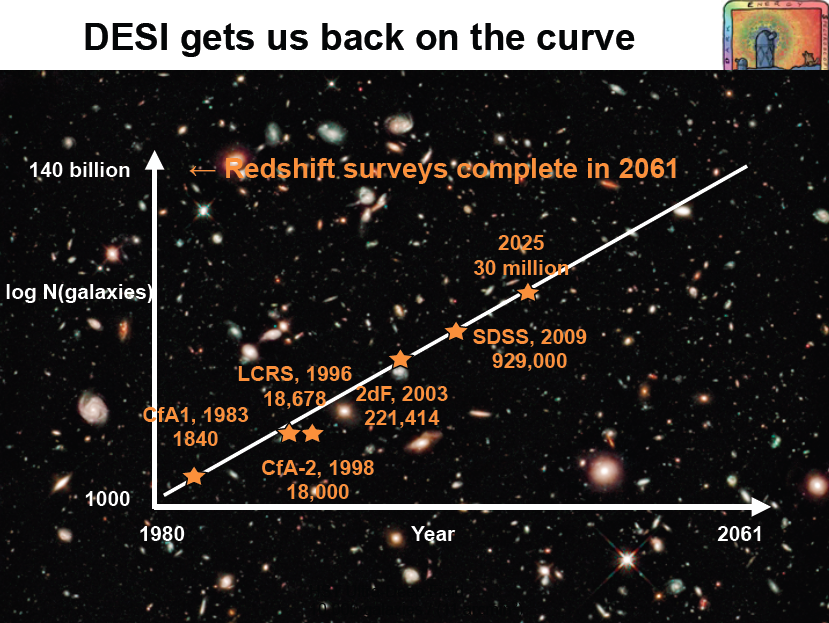 DESI gets us back on the curve
ENERGY
140 billion
← Redshift surveys complete in 2061
2025
30 million
log N(galaxies)
SDSS, 2009
929,000
LCRS, 1996
18,678
2dF, 2003
221,414
CfA1, 1983
1840
CfA-2, 1998
18,000
1000
1980
Year
2061